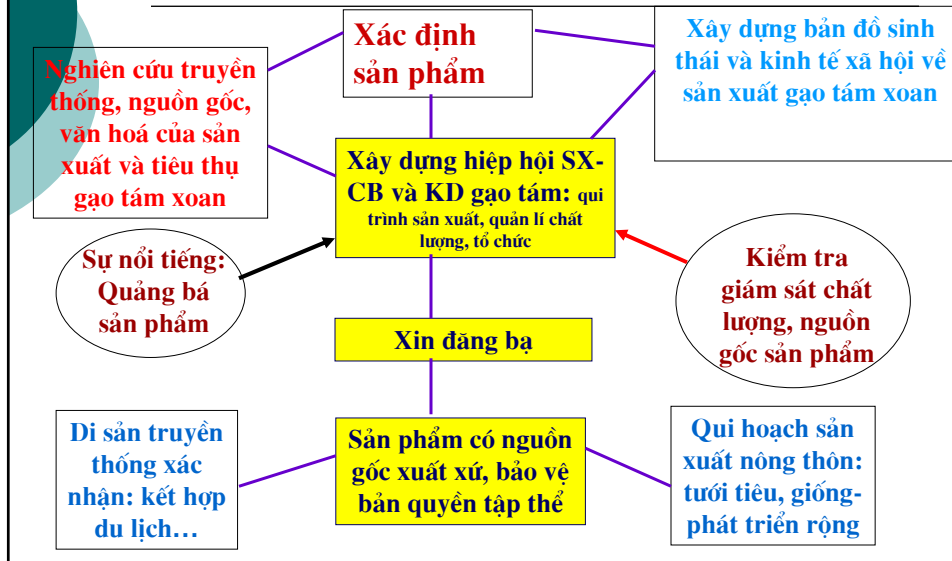 Xác định
sản phẩm
Xây dựng bản đồ sinh
thái và kinh tế xã hội về
sản xuất gạo tám xoan
Nghiên cứu truyền
thống, nguồn gốc,
văn hoá của sản
xuất và tiêu thụ
gạo tám xoan
Xây dựng hiệp hội SX-
CB và KD gạo tám: qui
trình sản xuất, quản lí chất
lượng, tổ chức
Sự nổi tiếng:
Quảng bá
sản phẩm
Kiểm tra
giám sát chất
lượng, nguồn
gốc sản phẩm
Xin đăng bạ
Di sản truyền
thống xác
nhận: kết hợp
du lịch...
Sản phẩm có nguồn
gốc xuất xứ, bảo vệ
bản quyền tập thể
Qui hoạch sản
xuất nông thôn:
tưới tiêu, giống-
phát triển rộng